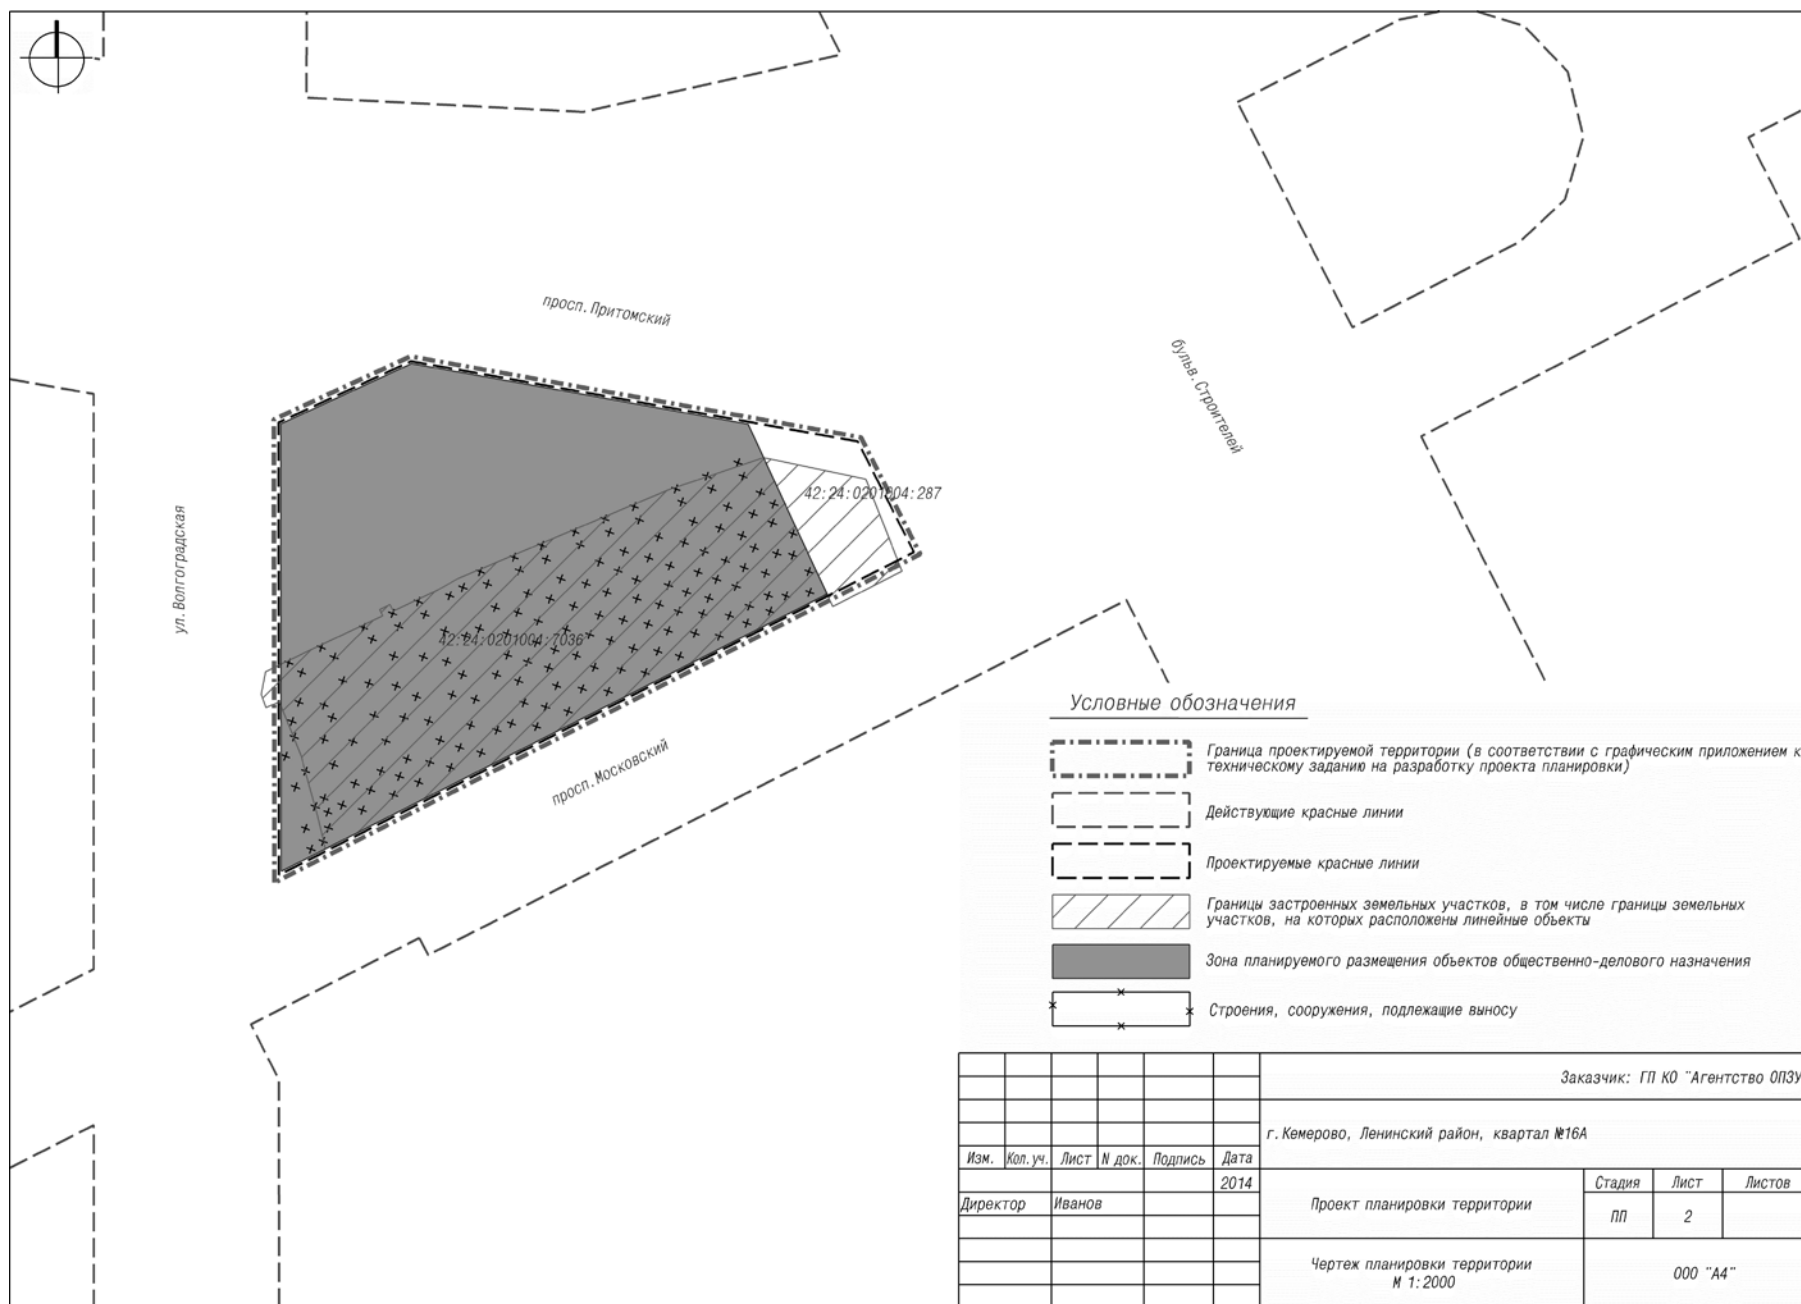 просп. Притомский
бульв. Строителей
42:24:0201004:287
ул. Волгоградская
42:24:0201004:7036
просп. Московский
Условные обозначения
Граница проектируемой территории (в соответствии с графическим приложением к
техническому заданию на разработку проекта планировки)
Действующие красные линии
Проектируемые красные линии
Границы застроенных земельных участков, в том числе границы земельных
участков, на которых расположены линейные объекты
Зона планируемого размещения объектов общественно-делового назначения
Строения, сооружения, подлежащие выносу
Заказчик: ГП КО "Агентство ОПЗУ
г. Кемерово, Ленинский район, квартал №16А
Изм. Кол. уч. Лист N док. Подпись Дата
2014
Директор Иванов
Проект планировки территории
Стадия Лист Листов
ПП 2
Чертеж планировки территории
М 1:2000
ООО "А4"